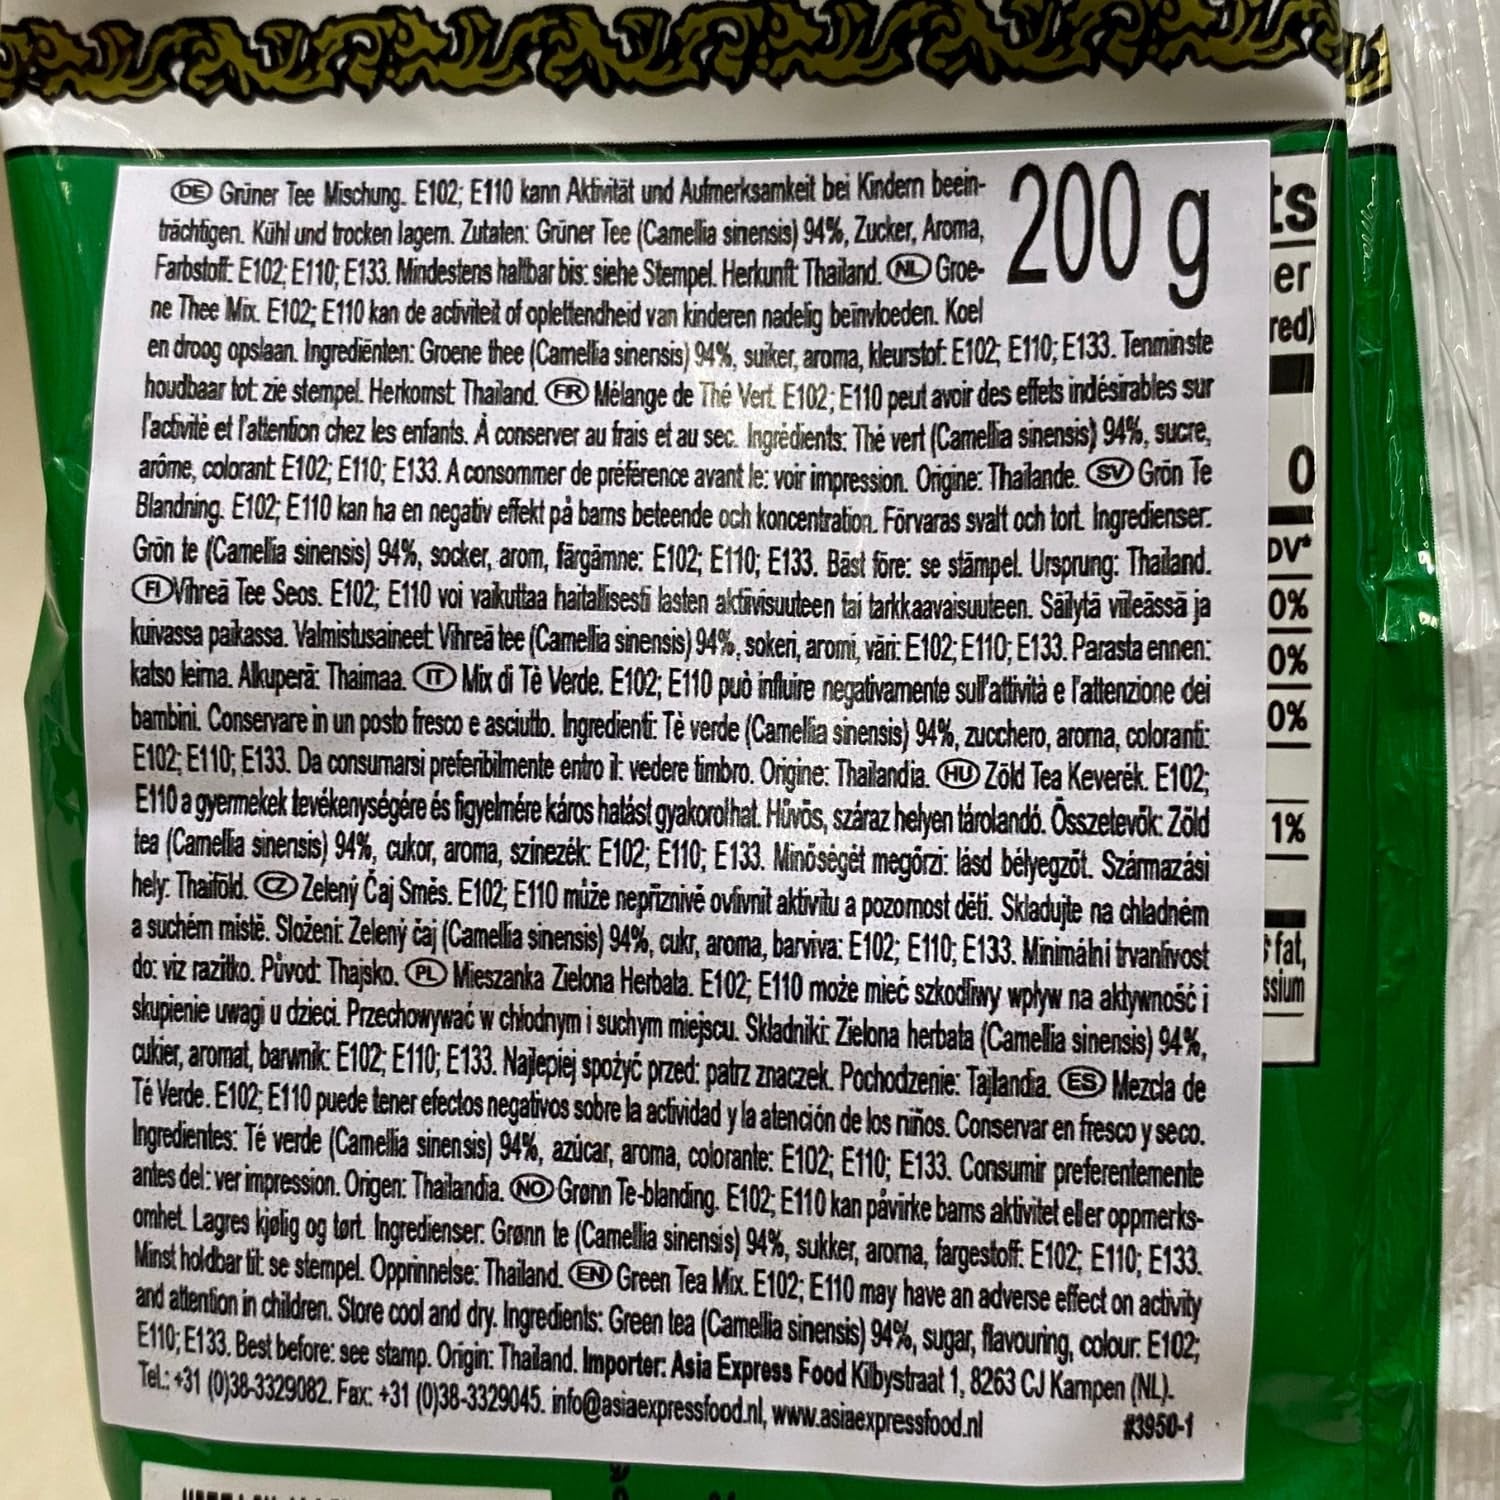 DE Grüner Tee Mischung. E102; E110 kann Aktivität und Aufmerksamkeit bei Kindern beein-
trächtigen. Kühl und trocken lagern. Zutaten: Grüner Tee (Camellia sinensis) 94%, Zucker, Aroma,
Farbstoff: E102; E110; E133. Mindestens haltbar bis: siehe Stempel. Herkunft: Thailand. NL Groe-
200 g
ne Thee Mix. E102; E110 kan de activiteit of oplettendheid van kinderen nadelig beïnvloeden. Koel
en droog opslaan. Ingrediënten: Groene thee (Camellia sinensis) 94%, suiker, aroma, kleurstof: E102; E110; E133. Tenminste
houdbaar tot: zie stempel. Herkomst: Thailand. FR Mélange de Thé Vert. E102; E110 peut avoir des effets indésirables sur
l'activitè et l'attention chez les enfants. À conserver au frais et au sec. Ingrédients: Thé vert (Camellia sinensis) 94%, sucre,
arôme, colorant: E102; E110; E133. A consommer de préférence avant le: voir impression. Origine: Thaïlande. SV Grön Te
Blandning. E102; E110 kan ha en negativ effekt på barns beteende och koncentration. Förvaras svalt och torrt. Ingredienser:
Grön te (Camellia sinensis) 94%, socker, arom, färgämne: E102; E110; E133. Bäst före: se stämpel. Ursprung: Thailand.
FI Vihreä Tee Seos. E102; E110 voi vaikuttaa haitallisesti lasten aktiivisuuteen tai tarkkaavaisuuteen. Säilytä viileässä ja
kuivassa paikassa. Valmistusaineet: Vihreä tee (Camellia sinensis) 94%, sokeri, aromi, väri: E102; E110; E133. Parasta ennen:
katso leima. Alkuperä: Thaimaa. IT Mix di Tè Verde. E102; E110 può influire negativamente sull'attività e l'attenzione dei
bambini. Conservare in un posto fresco e asciutto. Ingredienti: Tè verde (Camellia sinensis) 94%, zucchero, aroma, coloranti:
E102; E110; E133. Da consumarsi preferibilmente entro il: vedere timbro. Origine: Thailandia. HU Zöld Tea Keverék. E102;
E110 a gyermekek tevékenységére és figyelmére káros hatást gyakorolhat. Hűvös, száraz helyen tárolandó. Összetevők: Zöld
tea (Camellia sinensis) 94%, cukor, aroma, színezék: E102; E110; E133. Minőségét megőrzi: lásd bélyegzőt. Származási
hely: Thaiföld. CZ Zelený Čaj Směs. E102; E110 může nepříznivě ovlivnit aktivitu a pozornost dětí. Skladujte na chladném
a suchém místě. Složení: Zelený čaj (Camellia sinensis) 94%, cukr, aroma, barviva: E102; E110; E133. Minimální trvanlivost
do: viz razítko. Původ: Thajsko. PL Mieszanka Zielona Herbata. E102; E110 może mieć szkodliwy wpływ na aktywność i
skupienie uwagi u dzieci. Przechowywać w chłodnym i suchym miejscu. Składniki: Zielona herbata (Camellia sinensis) 94%,
cukier, aromat, barwnik: E102; E110; E133. Najlepiej spożyć przed: patrz znaczek. Pochodzenie: Tajlandia. ES Mezcla de
Té Verde. E102; E110 puede tener efectos negativos sobre la actividad y la atención de los niños. Conservar en fresco y seco.
Ingredientes: Té verde (Camellia sinensis) 94%, azúcar, aroma, colorante: E102; E110; E133. Consumir preferentemente
antes del: ver impression. Origen: Thailandia. NO Grønn Te-blanding. E102; E110 kan påvirke barns aktivitet eller oppmerks-
omhet. Lagres kjølig og tørt. Ingredienser: Grønn te (Camellia sinensis) 94%, sukker, aroma, fargestoff: E102; E110; E133.
Minst holdbar til: se stempel. Opprinnelse: Thailand. EN Green Tea Mix. E102; E110 may have an adverse effect on activity
and attention in children. Store cool and dry. Ingredients: Green tea (Camellia sinensis) 94%, sugar, flavouring, colour: E102;
E110; E133. Best before: see stamp. Origin: Thailand. Importer: Asia Express Food Kilbystraat 1, 8263 CJ Kampen (NL).
Tel.: +31 (0)38-3329082. Fax: +31 (0)38-3329045. info@asiaexpressfood.nl, www.asiaexpressfood.nl
#3950-1
ts
er
red)
0
DV*
0%
0%
0%
1%
fat,
ssium